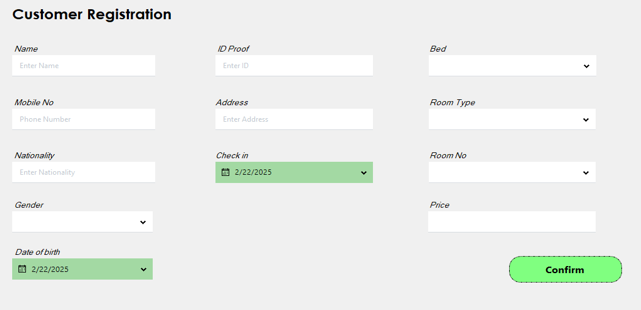 Customer Registration
Name
ID Proof
Bed
Enter Name
Enter ID
Mobile No
Address
Room Type
Phone Number
Enter Address
Nationality
Check in
Room No
Enter Nationality
2/22/2025
Gender
Price
Date of birth
2/22/2025
Confirm